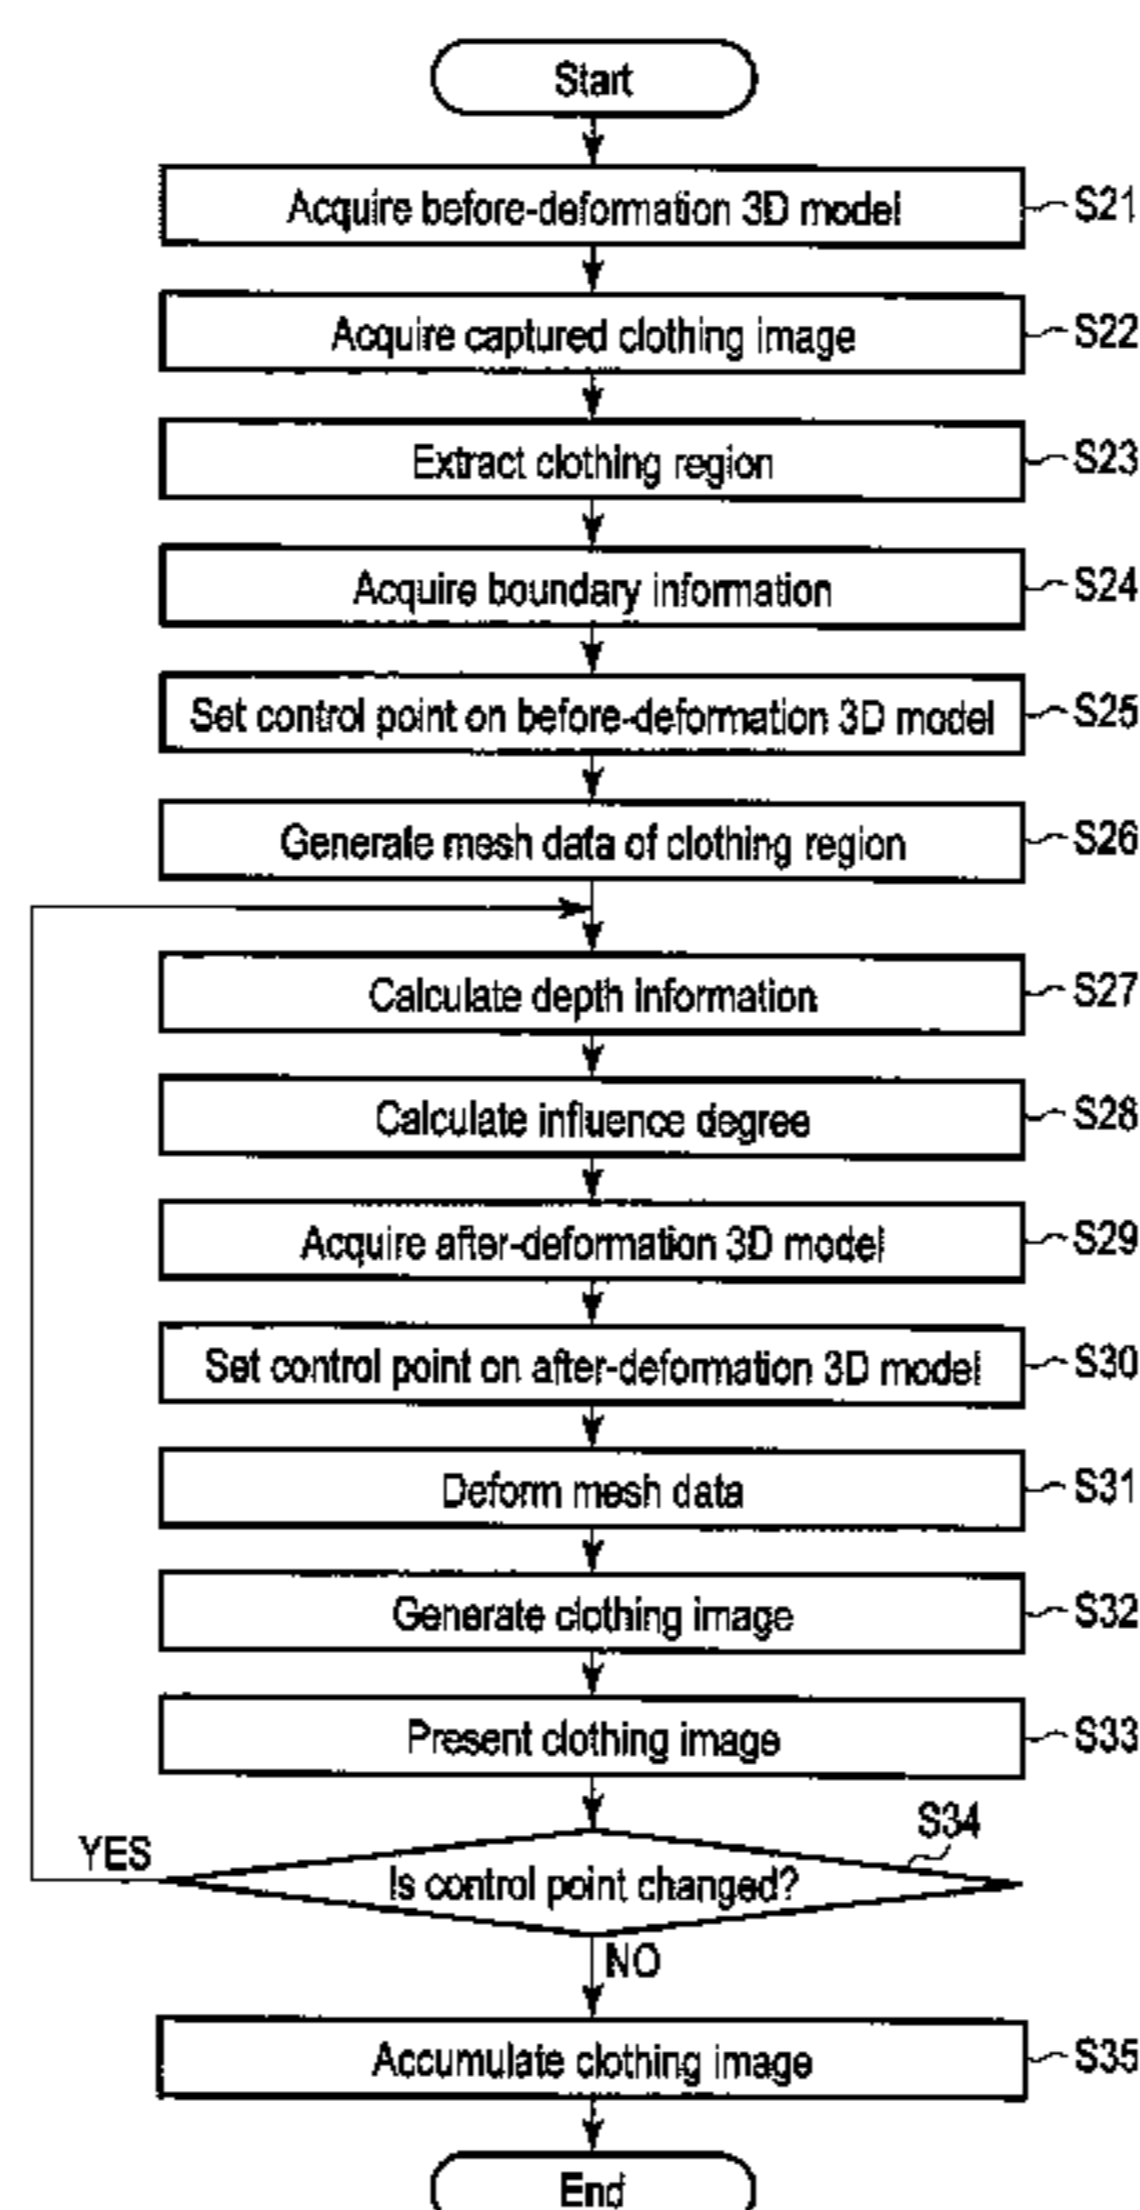 Start
Acquire before-deformation 3D model S21
Acquire captured clothing image S22
Extract clothing region S23
Acquire boundary information S24
Set control point on before-deformation 3D model S25
Generate mesh data of clothing region S26
Calculate depth information S27
Calculate influence degree S28
Acquire after-deformation 3D model S29
Set control point on after-deformation 3D model S30
Deform mesh data S31
Generate clothing image S32
Present clothing image S33
S34
YES
Is control point changed?
NO
Accumulate clothing image S35
End